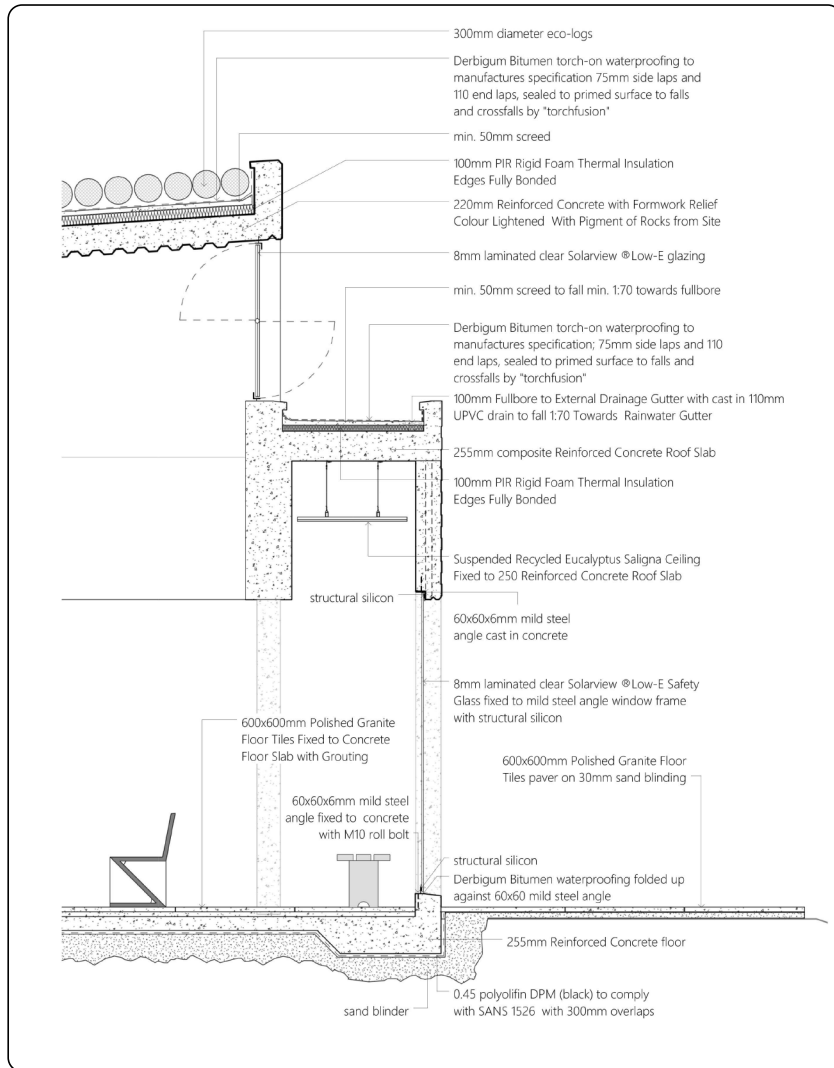 300mm diameter eco-logs
Derbigum Bitumen torch-on waterproofing to
manufactures specification 75mm side laps and
110 end laps, sealed to primed surface to falls
and crossfalls by "torchfusion"
min. 50mm screed
100mm PIR Rigid Foam Thermal Insulation
Edges Fully Bonded
220mm Reinforced Concrete with Formwork Relief
Colour Lightened With Pigment of Rocks from Site
8mm laminated clear Solarview ® Low-E glazing
min. 50mm screed to fall min. 1:70 towards fullbore
Derbigum Bitumen torch-on waterproofing to
manufactures specification; 75mm side laps and 110
end laps, sealed to primed surface to falls and
crossfalls by "torchfusion"
100mm Fullbore to External Drainage Gutter with cast in 110mm
UPVC drain to fall 1:70 Towards Rainwater Gutter
255mm composite Reinforced Concrete Roof Slab
100mm PIR Rigid Foam Thermal Insulation
Edges Fully Bonded
Suspended Recycled Eucalyptus Saligna Ceiling
Fixed to 250 Reinforced Concrete Roof Slab
structural silicon
60x60x6mm mild steel
angle cast in concrete
8mm laminated clear Solarview ® Low-E Safety
Glass fixed to mild steel angle window frame
with structural silicon
600x600mm Polished Granite
Floor Tiles Fixed to Concrete
Floor Slab with Grouting
600x600mm Polished Granite Floor
Tiles paver on 30mm sand blinding
60x60x6mm mild steel
angle fixed to concrete
with M10 roll bolt
structural silicon
Derbigum Bitumen waterproofing folded up
against 60x60 mild steel angle
255mm Reinforced Concrete floor
sand blinder
0.45 polyolifin DPM (black) to comply
with SANS 1526 with 300mm overlaps